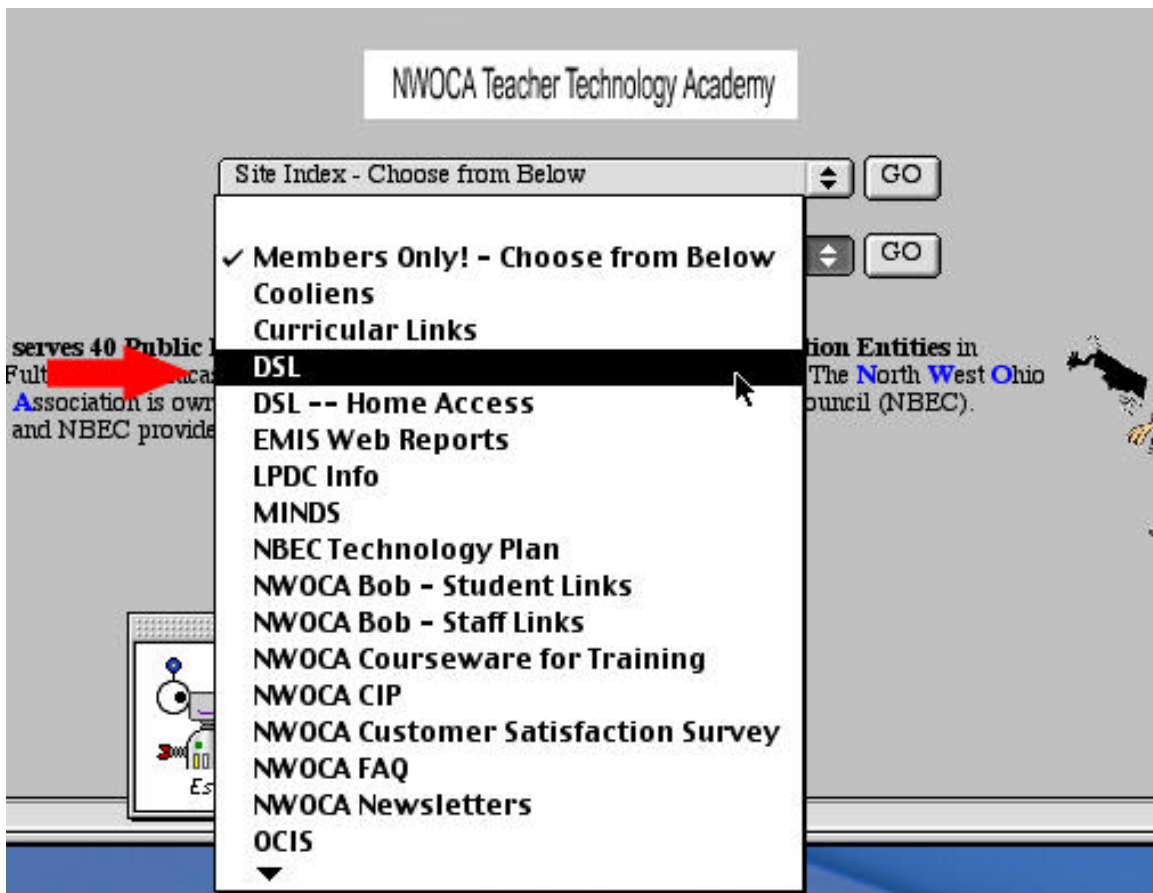 NWOCA Teacher Technology Academy
Site Index - Choose from Below
GO
✓ Members Only! - Choose from Below
GO
Cooliens
Curricular Links
serves 40 Public
tion Entities in
DSL
The North West Ohio
Association is
DSL -- Home Access
(NBEC).
and NBEC provide
EMIS Web Reports
LPDC Info
MINDS
NBEC Technology Plan
NWOCA Bob - Student Links
NWOCA Bob - Staff Links
NWOCA Courseware for Training
NWOCA CIP
NWOCA Customer Satisfaction Survey
NWOCA FAQ
Es
NWOCA Newsletters
OCIS